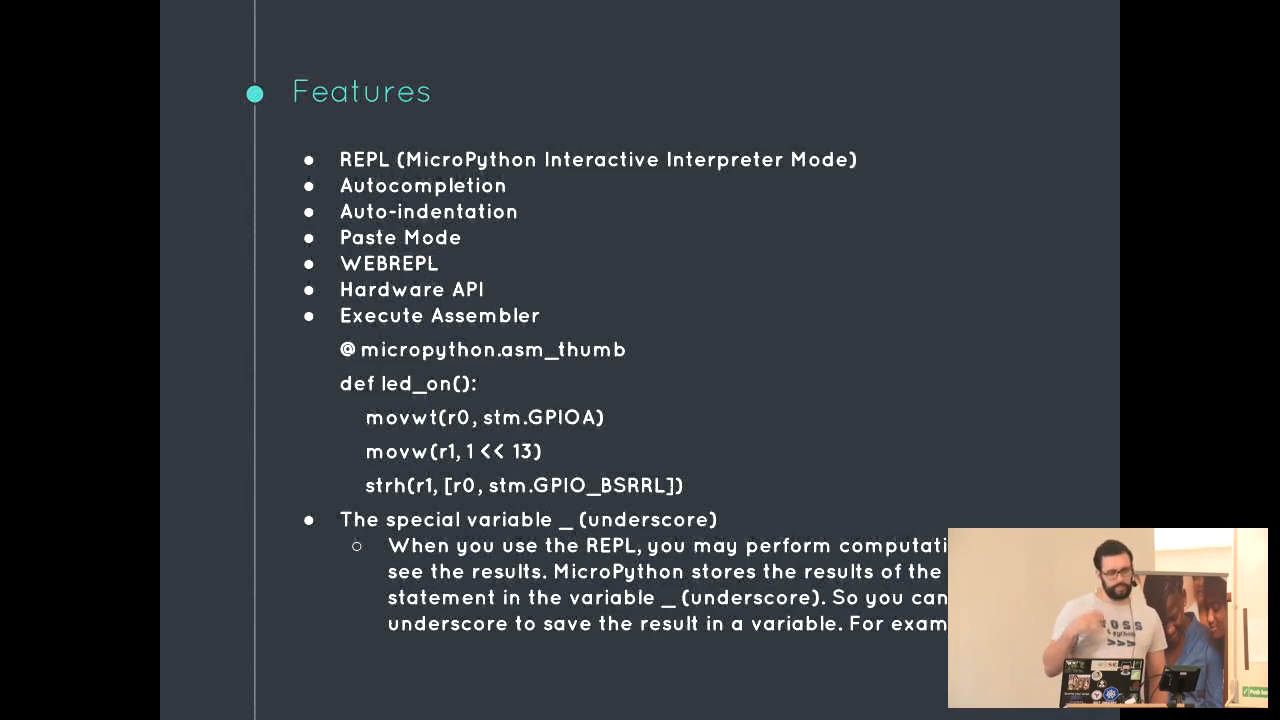 Features
● REPL (MicroPython Interactive Interpreter Mode)
● Autocompletion
● Auto-indentation
● Paste Mode
● WEBREPL
● Hardware API
● Execute Assembler
@micropython.asm_thumb
def led_on():
movwt(r0, stm.GPIOA)
movw(r1, 1 << 13)
strh(r1, [r0, stm.GPIO_BSRRL])
● The special variable _ (underscore)
○ When you use the REPL, you may perform computati
see the results. MicroPython stores the results of the
statement in the variable _ (underscore). So you can
underscore to save the result in a variable. For exam
>>>